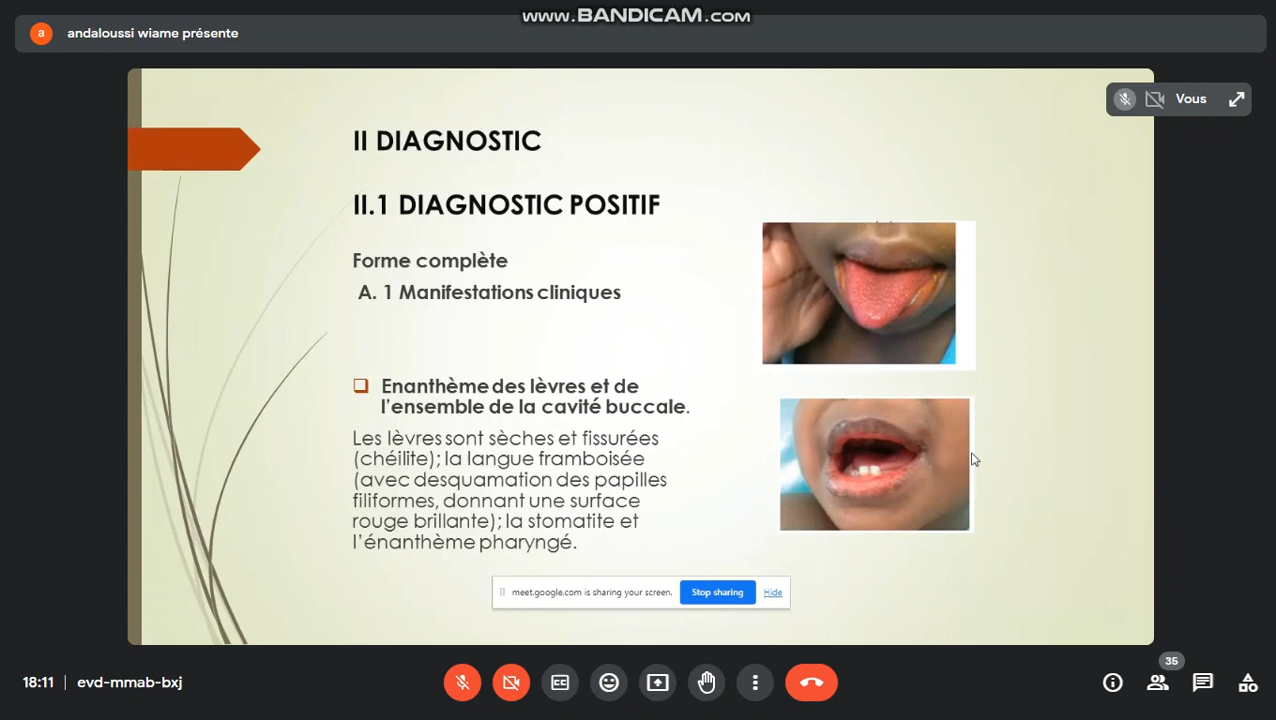 WWW.BANDICAM.COM
a andaloussi wiame présente
Vous
II DIAGNOSTIC
II.1 DIAGNOSTIC POSITIF
Forme complète
A. 1 Manifestations cliniques
Enanthème des lèvres et de
l’ensemble de la cavité buccale.
Les lèvres sont sèches et fissurées
(chéilite); la langue framboisée
(avec desquamation des papilles
filiformes, donnant une surface
rouge brillante); la stomatite et
l’énanthème pharyngé.
meet.google.com is sharing your screen. Stop sharing Hide
35
18:11 | evd-mmab-bxj